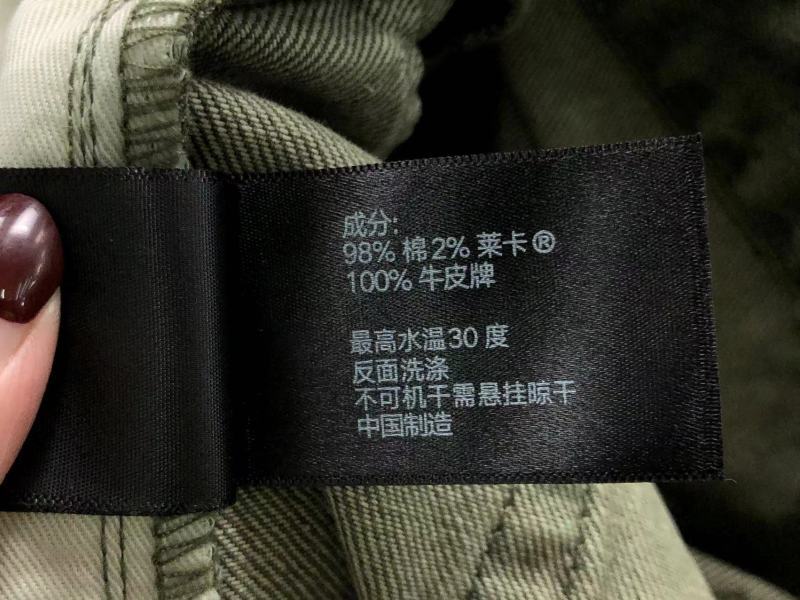 成分:
98% 棉2% 莱卡®
100% 牛皮牌
最高水温30 度
反面洗涤
不可机干需悬挂晾干
中国制造